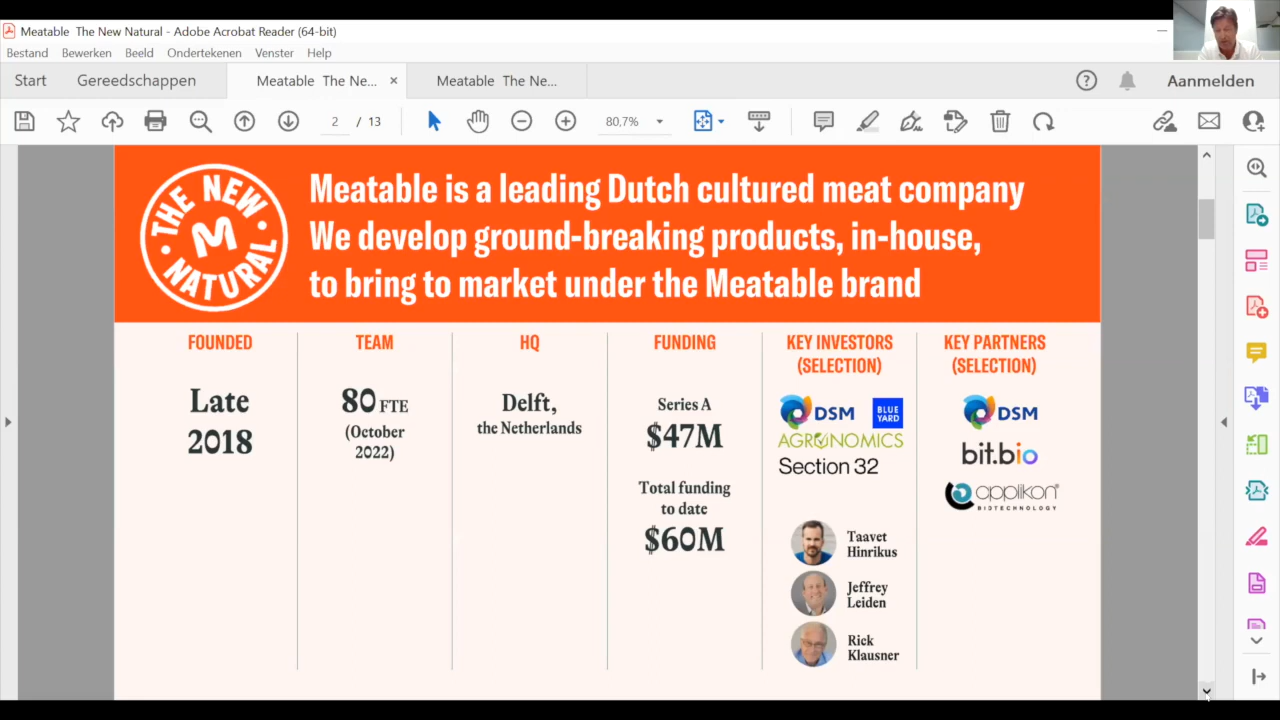 Meatable The New Natural - Adobe Acrobat Reader (64-bit)
Bestand Bewerken Beeld Ondertekenen Venster Help
Start Gereedschappen Meatable The Ne... × Meatable The Ne... Aanmelden
2 / 13 80,7%
THE NEW
M
NATURAL
Meatable is a leading Dutch cultured meat company
We develop ground-breaking products, in-house,
to bring to market under the Meatable brand
FOUNDED
Late
2018
TEAM
80 FTE
(October
2022)
HQ
Delft,
the Netherlands
FUNDING
Series A
$47M
Total funding
to date
$60M
KEY INVESTORS
(SELECTION)
DSM BLUE
YARD
AGRONOMICS
Section 32
Taavet
Hinrikus
Jeffrey
Leiden
Rick
Klausner
KEY PARTNERS
(SELECTION)
DSM
bit.bio
applikon
BIOTECHNOLOGY